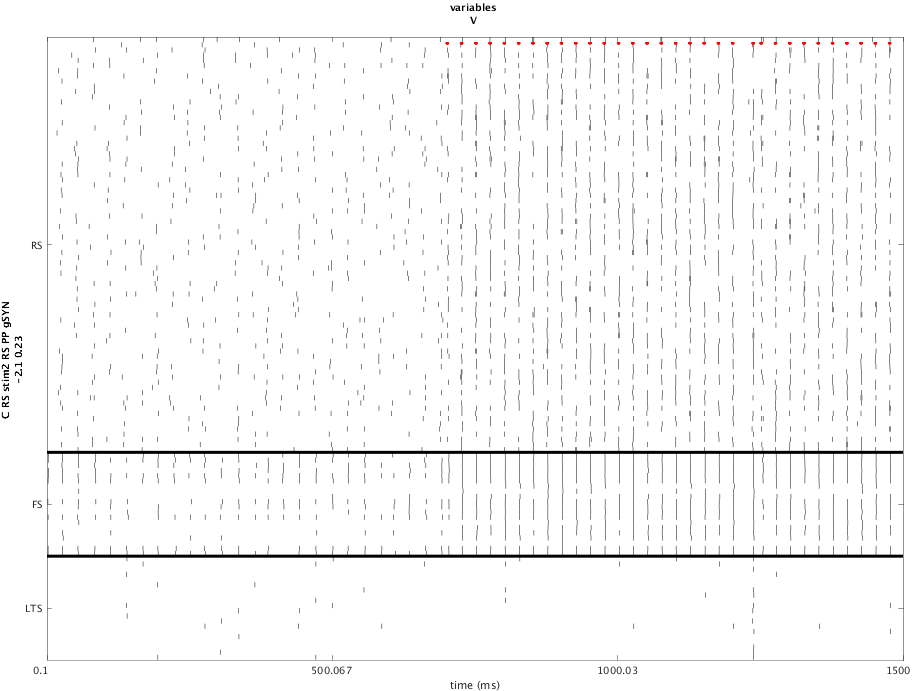 variables
V
C RS stim2 RS PP gSYN
-2.1 0.23
RS
FS
LTS
0.1
500.067
1000.03
1500
time (ms)